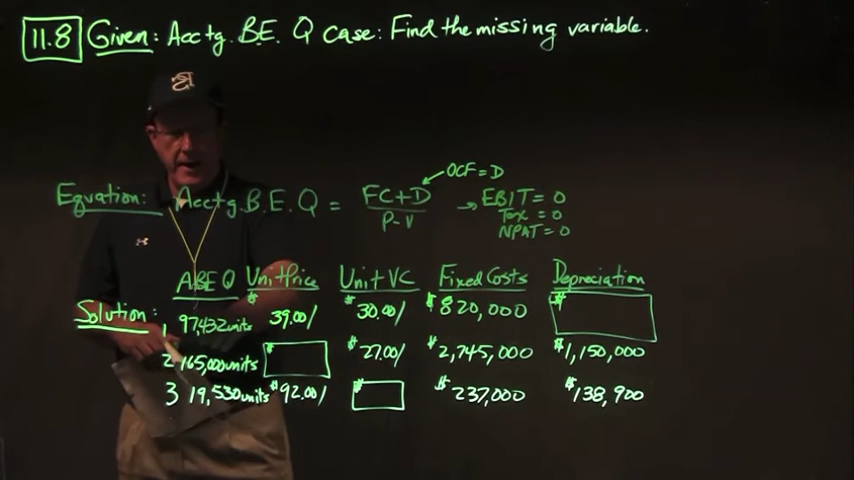 11.8 Given: Acctg. B.E. Q case: Find the missing variable.
OCF = D
Equation: Acctg. B.E. Q = FC+D / P-V → EBIT = 0
Tax = 0
NPAT = 0
ABE Q Unit Price Unit VC Fixed Costs Depreciation
Solution:
1 97,432 units $39.00/ $30.00/ $820,000 $
2 165,000 units $ $27.00/ $2,745,000 $1,150,000
3 19,530 units $92.00/ $ $237,000 $138,900